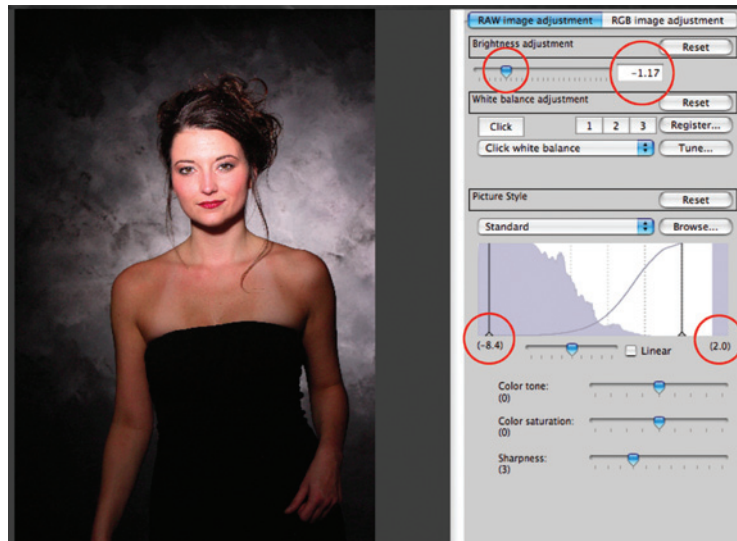 RAW image adjustment RGB image adjustment
Brightness adjustment Reset
-1.17
White balance adjustment Reset
Click 1 2 3 Register...
Click white balance Tune...
Picture Style Reset
Standard Browse...
(-8.4) Linear (2.0)
Color tone:
(0)
Color saturation:
(0)
Sharpness:
(3)